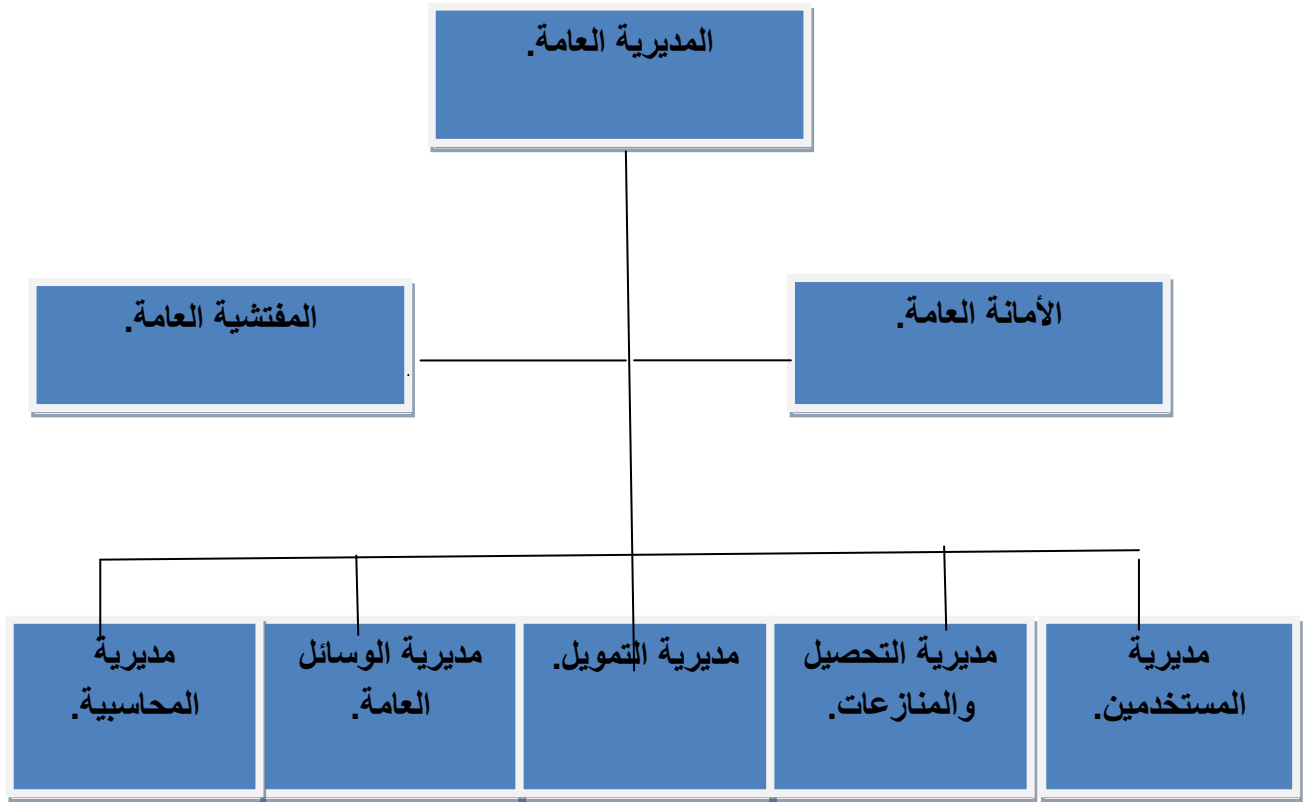 المديرية العامة.
الأمانة العامة.
المفتشية العامة.
مديرية
المستخدمين.
مديرية التحصيل
والمنازعات.
مديرية التمويل.
مديرية الوسائل
العامة.
مديرية
المحاسبية.